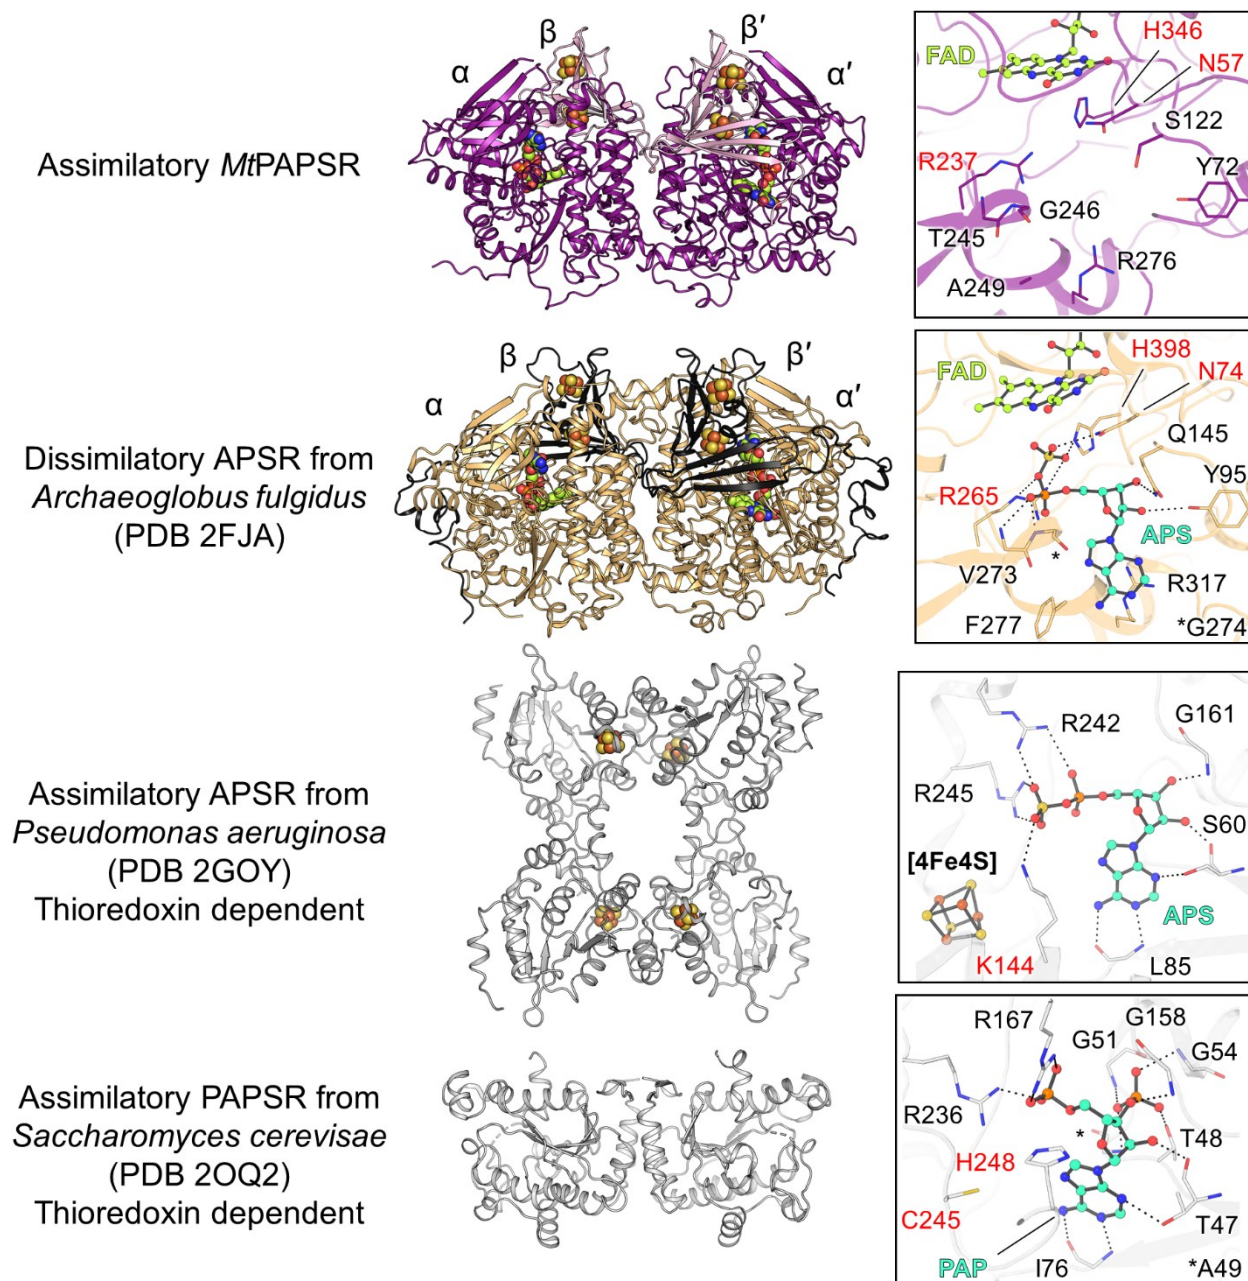 Assimilatory MtPAPSR
α
β
β′
α′
FAD
H346
N57
S122
R237
Y72
G246
T245
R276
A249
Dissimilatory APSR from
Archaeoglobus fulgidus
(PDB 2FJA)
α
β
β′
α′
FAD
H398
N74
Q145
Y95
R265
APS
*
V273
R317
F277
*G274
Assimilatory APSR from
Pseudomonas aeruginosa
(PDB 2GOY)
Thioredoxin dependent
R242
G161
R245
S60
[4Fe4S]
APS
K144
L85
Assimilatory PAPSR from
Saccharomyces cerevisae
(PDB 2OQ2)
Thioredoxin dependent
R167
G158
G51
G54
R236
*
T48
H248
C245
T47
PAP
I76
*A49